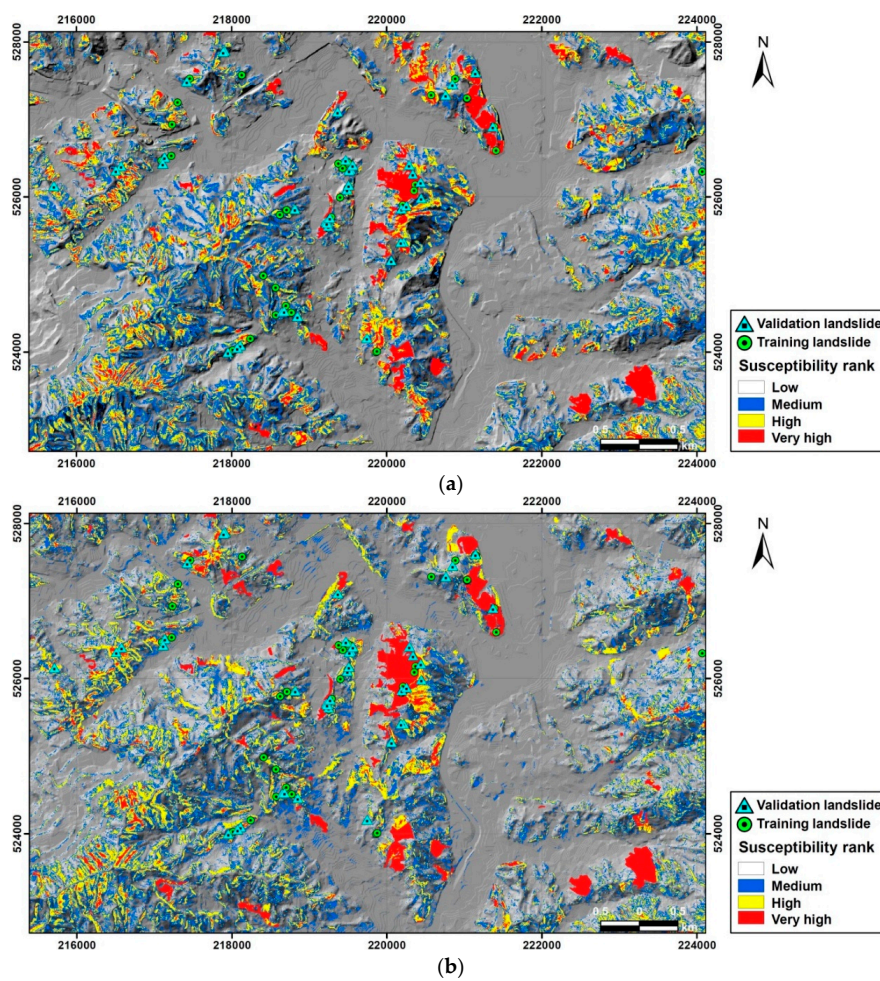 216000 218000 220000 222000 224000
528000 528000
N
526000 526000
524000 524000
Validation landslide
Training landslide
Susceptibility rank
Low
Medium
High
Very high
0.5 0 0.5
km
216000 218000 220000 222000 224000
(a)
216000 218000 220000 222000 224000
528000 528000
N
526000 526000
524000 524000
Validation landslide
Training landslide
Susceptibility rank
Low
Medium
High
Very high
0.5 0 0.5
km
216000 218000 220000 222000 224000
(b)